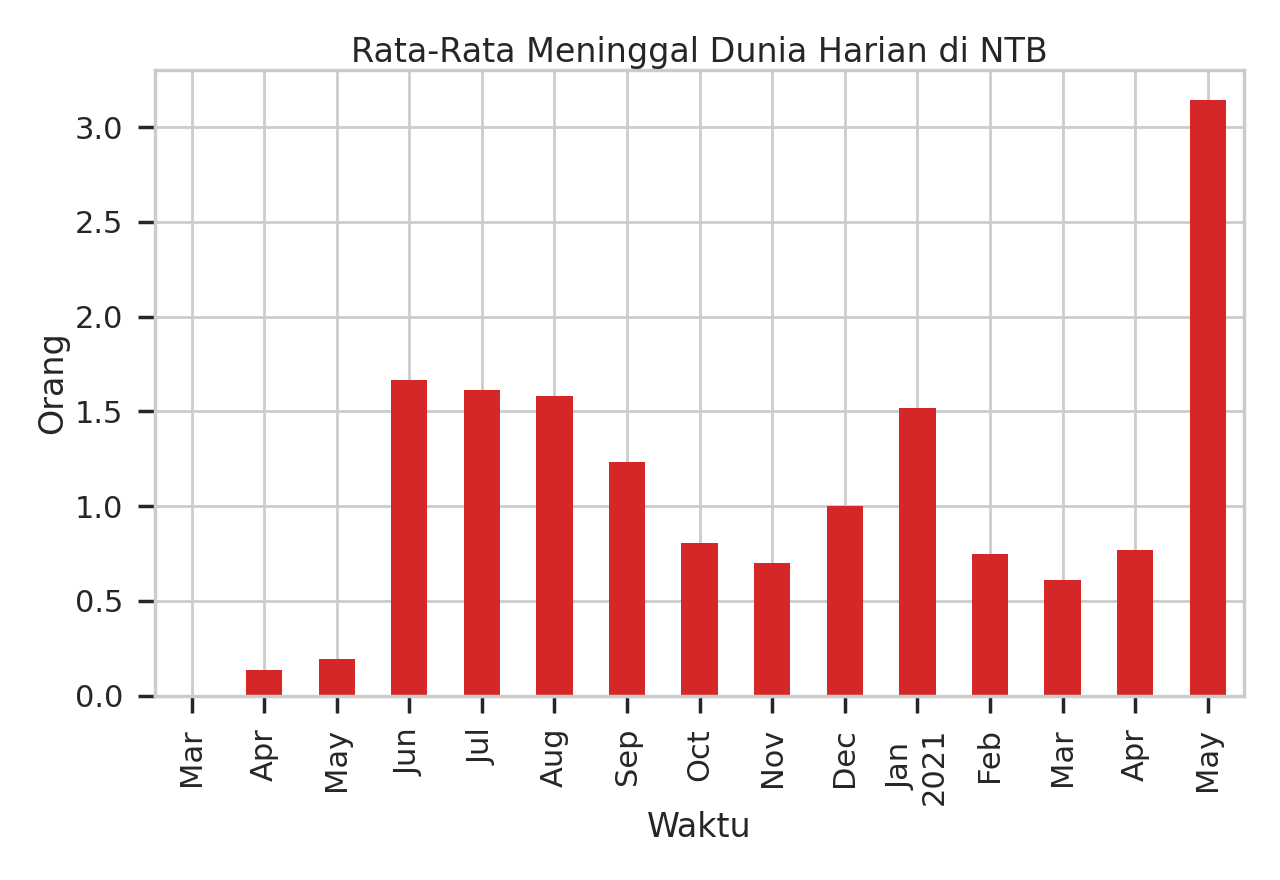 Rata-Rata Meninggal Dunia Harian di NTB
3.0
2.5
2.0
1.5
1.0
0.5
0.0
Orang
Mar
Apr
May
Jun
Jul
Aug
Sep
Oct
Nov
Dec
Jan
2021
Feb
Mar
Apr
May
Waktu